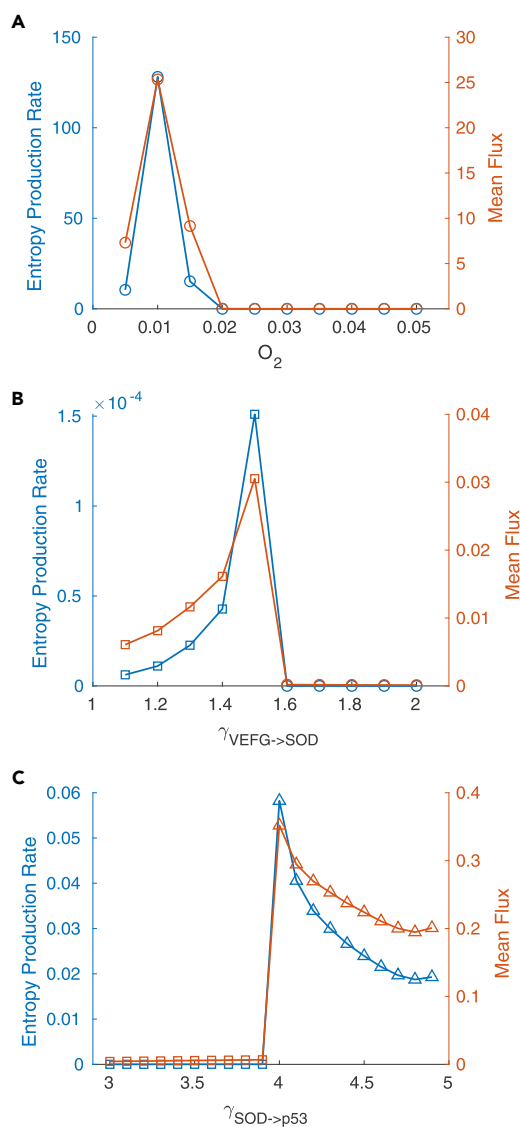 A
150
100
50
0
Entropy Production Rate
30
25
20
15
10
5
0
Mean Flux
0 0.01 0.02 0.03 0.04 0.05
O2
B
×10-4
1.5
1
0.5
0
Entropy Production Rate
0.04
0.03
0.02
0.01
0
Mean Flux
1 1.2 1.4 1.6 1.8 2
γVEFG->SOD
C
0.06
0.05
0.04
0.03
0.02
0.01
0
Entropy Production Rate
0.4
0.3
0.2
0.1
0
Mean Flux
3 3.5 4 4.5 5
γSOD->p53